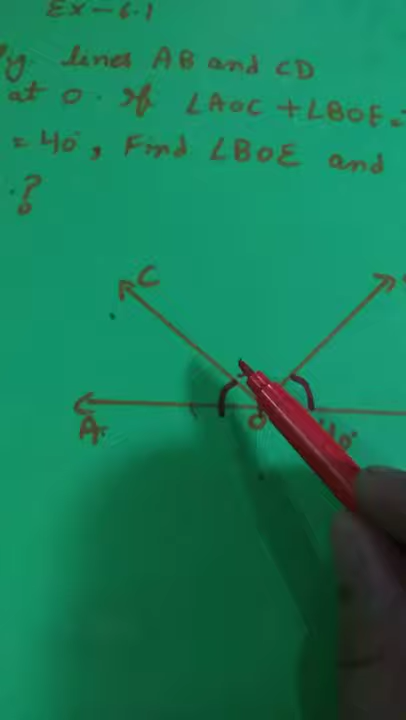 Ex-6.1
lines AB and CD
at O. If ∠AOC + ∠BOE =
= 40°, Find ∠BOE and
.?
C
A
O
40°